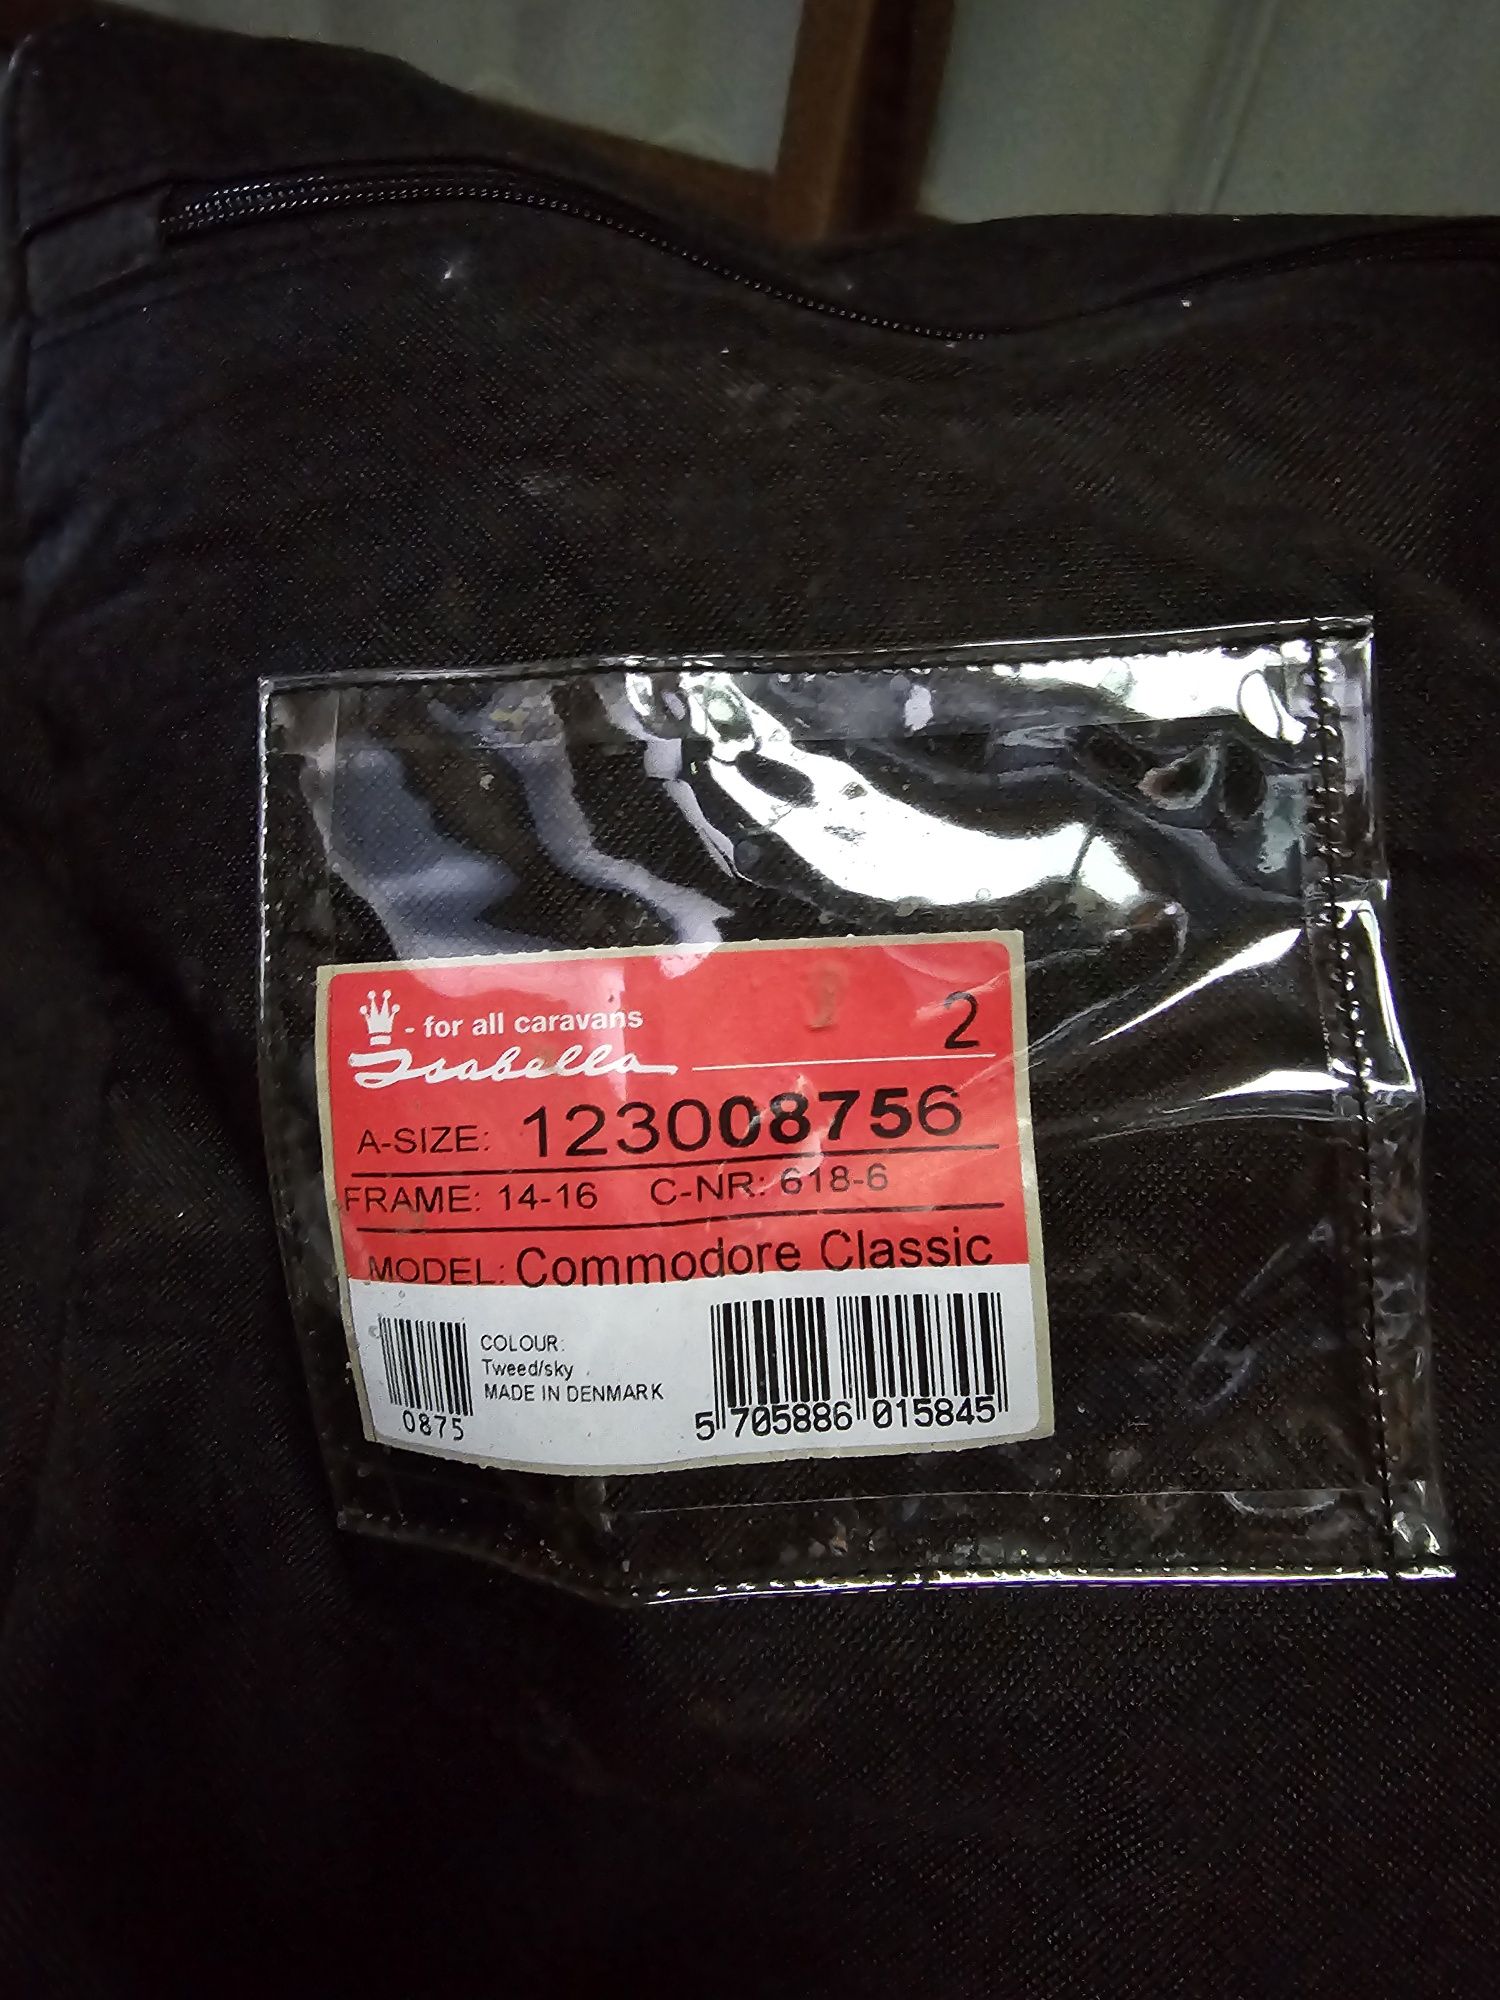 - for all caravans
Isabella 2
A-SIZE: 123008756
FRAME: 14-16 C-NR: 618-6
MODEL: Commodore Classic
COLOUR:
Tweed/sky
MADE IN DENMARK
0875
5 705886 015845